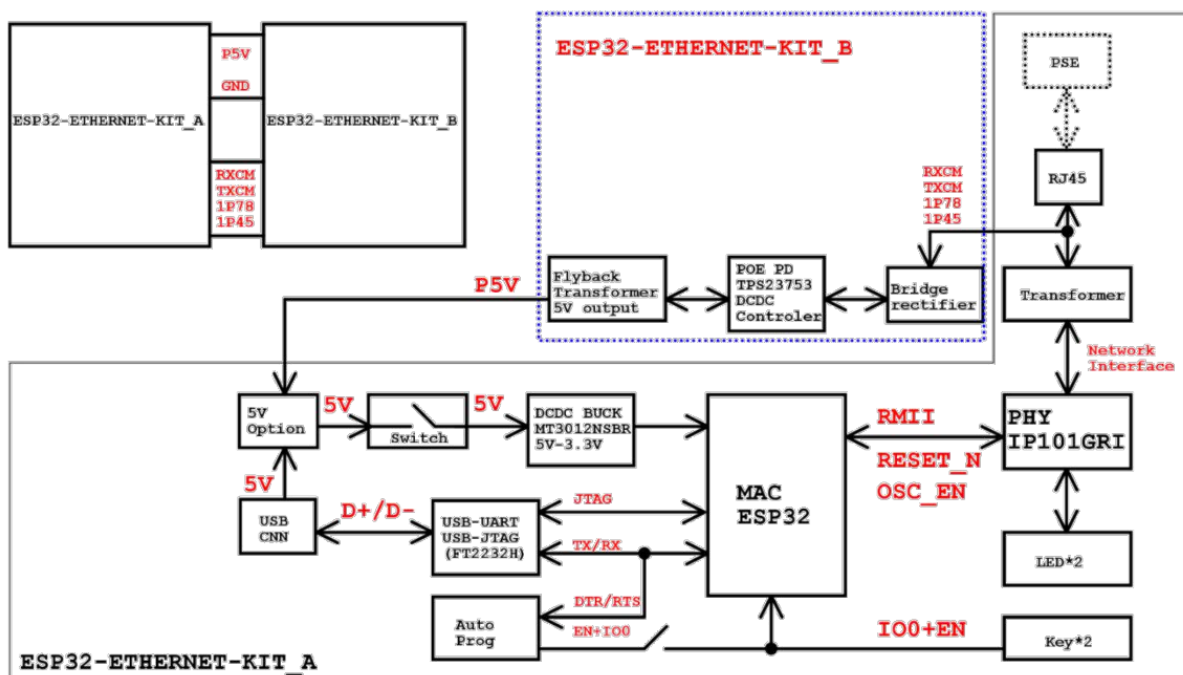 ESP32-ETHERNET-KIT_A
P5V
GND
RXCM
TXCM
1P78
1P45
ESP32-ETHERNET-KIT_B
ESP32-ETHERNET-KIT_B
PSE
RJ45
RXCM
TXCM
1P78
1P45
P5V
Flyback
Transformer
5V output
POE PD
TPS23753
DCDC
Controler
Bridge
rectifier
Transformer
Network
Interface
5V
Option
5V
Switch
5V
DCDC BUCK
MT3012NSBR
5V-3.3V
MAC
ESP32
RMII
RESET_N
OSC_EN
PHY
IP101GRI
5V
USB
CNN
D+/D-
USB-UART
USB-JTAG
(FT2232H)
JTAG
TX/RX
LED*2
DTR/RTS
Auto
Prog
EN+IO0
IO0+EN
Key*2
ESP32-ETHERNET-KIT_A